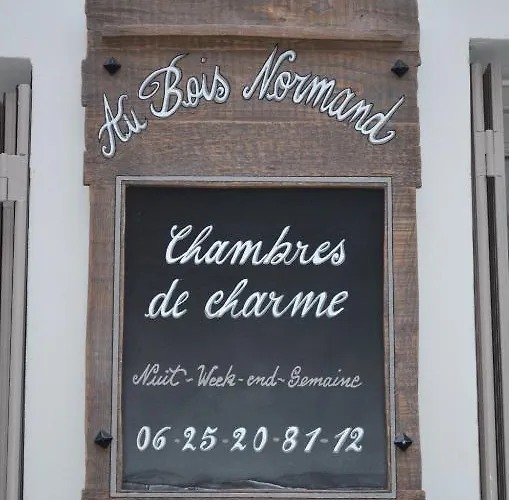 Au Bois Normand
Chambres
de charme
Nuit - Week-end - Semaine
06-25-20-81-12